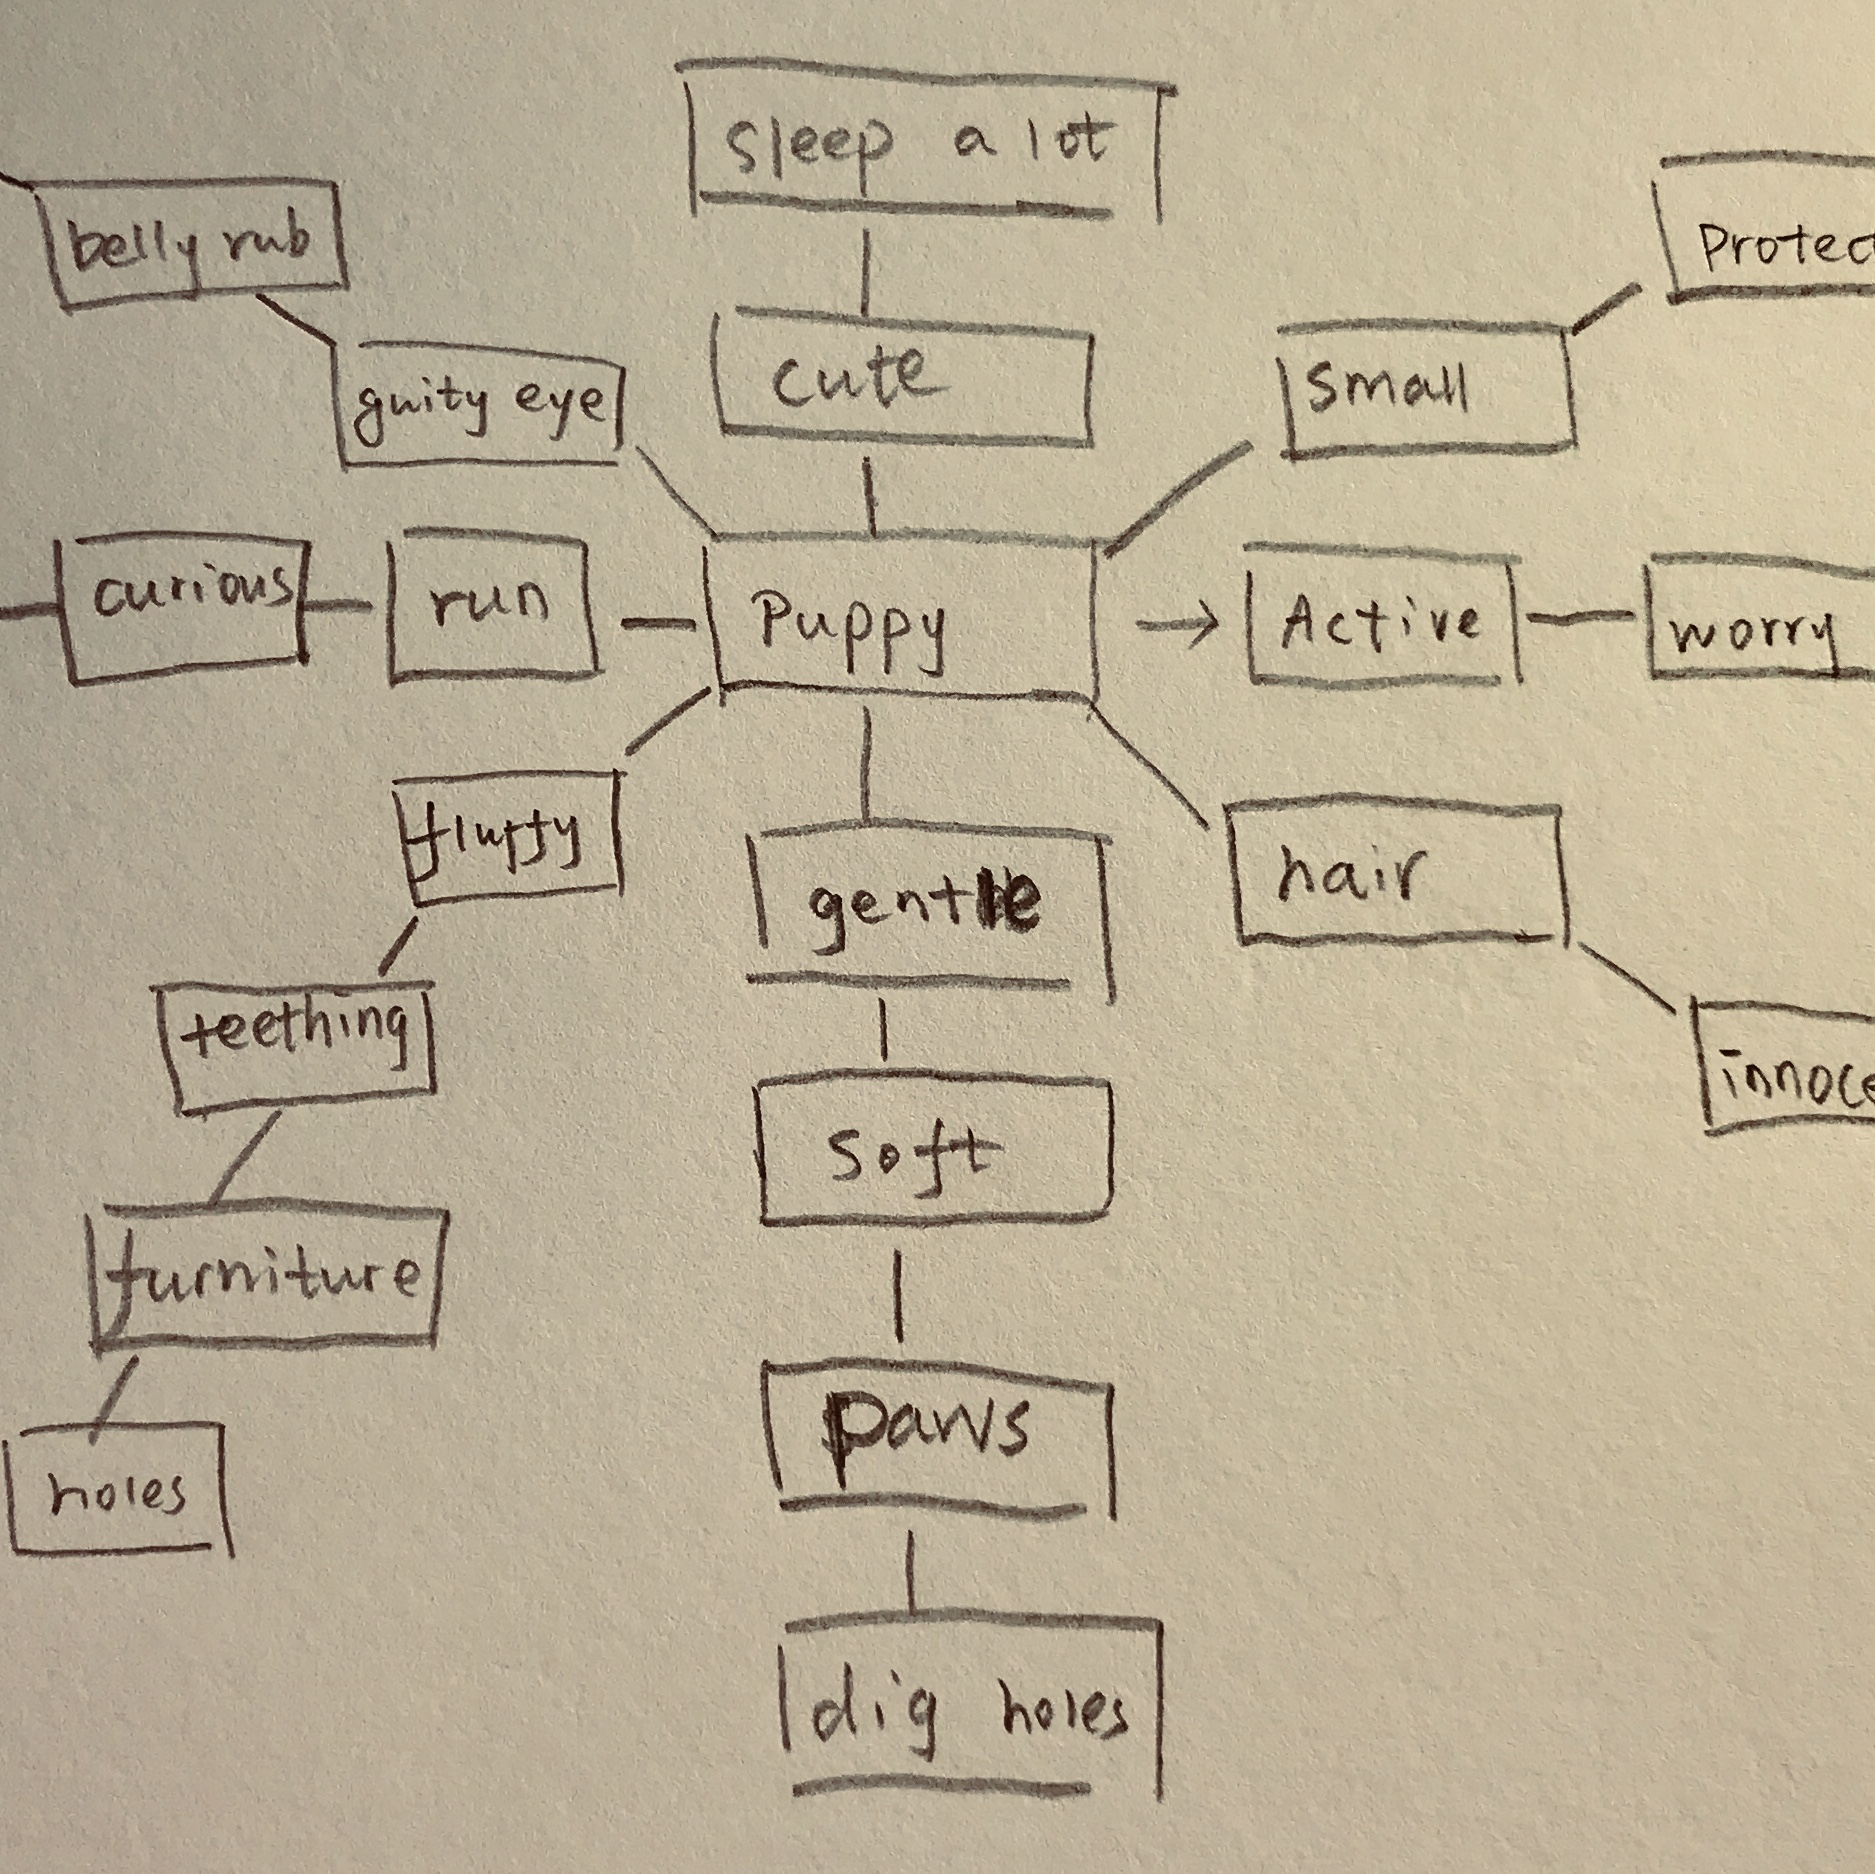 sleep a lot
belly rub
Protec
cute
small
guity eye
curious
run
Puppy
Active
worry
fluffy
gentle
hair
teething
innoce
soft
furniture
paws
holes
dig holes